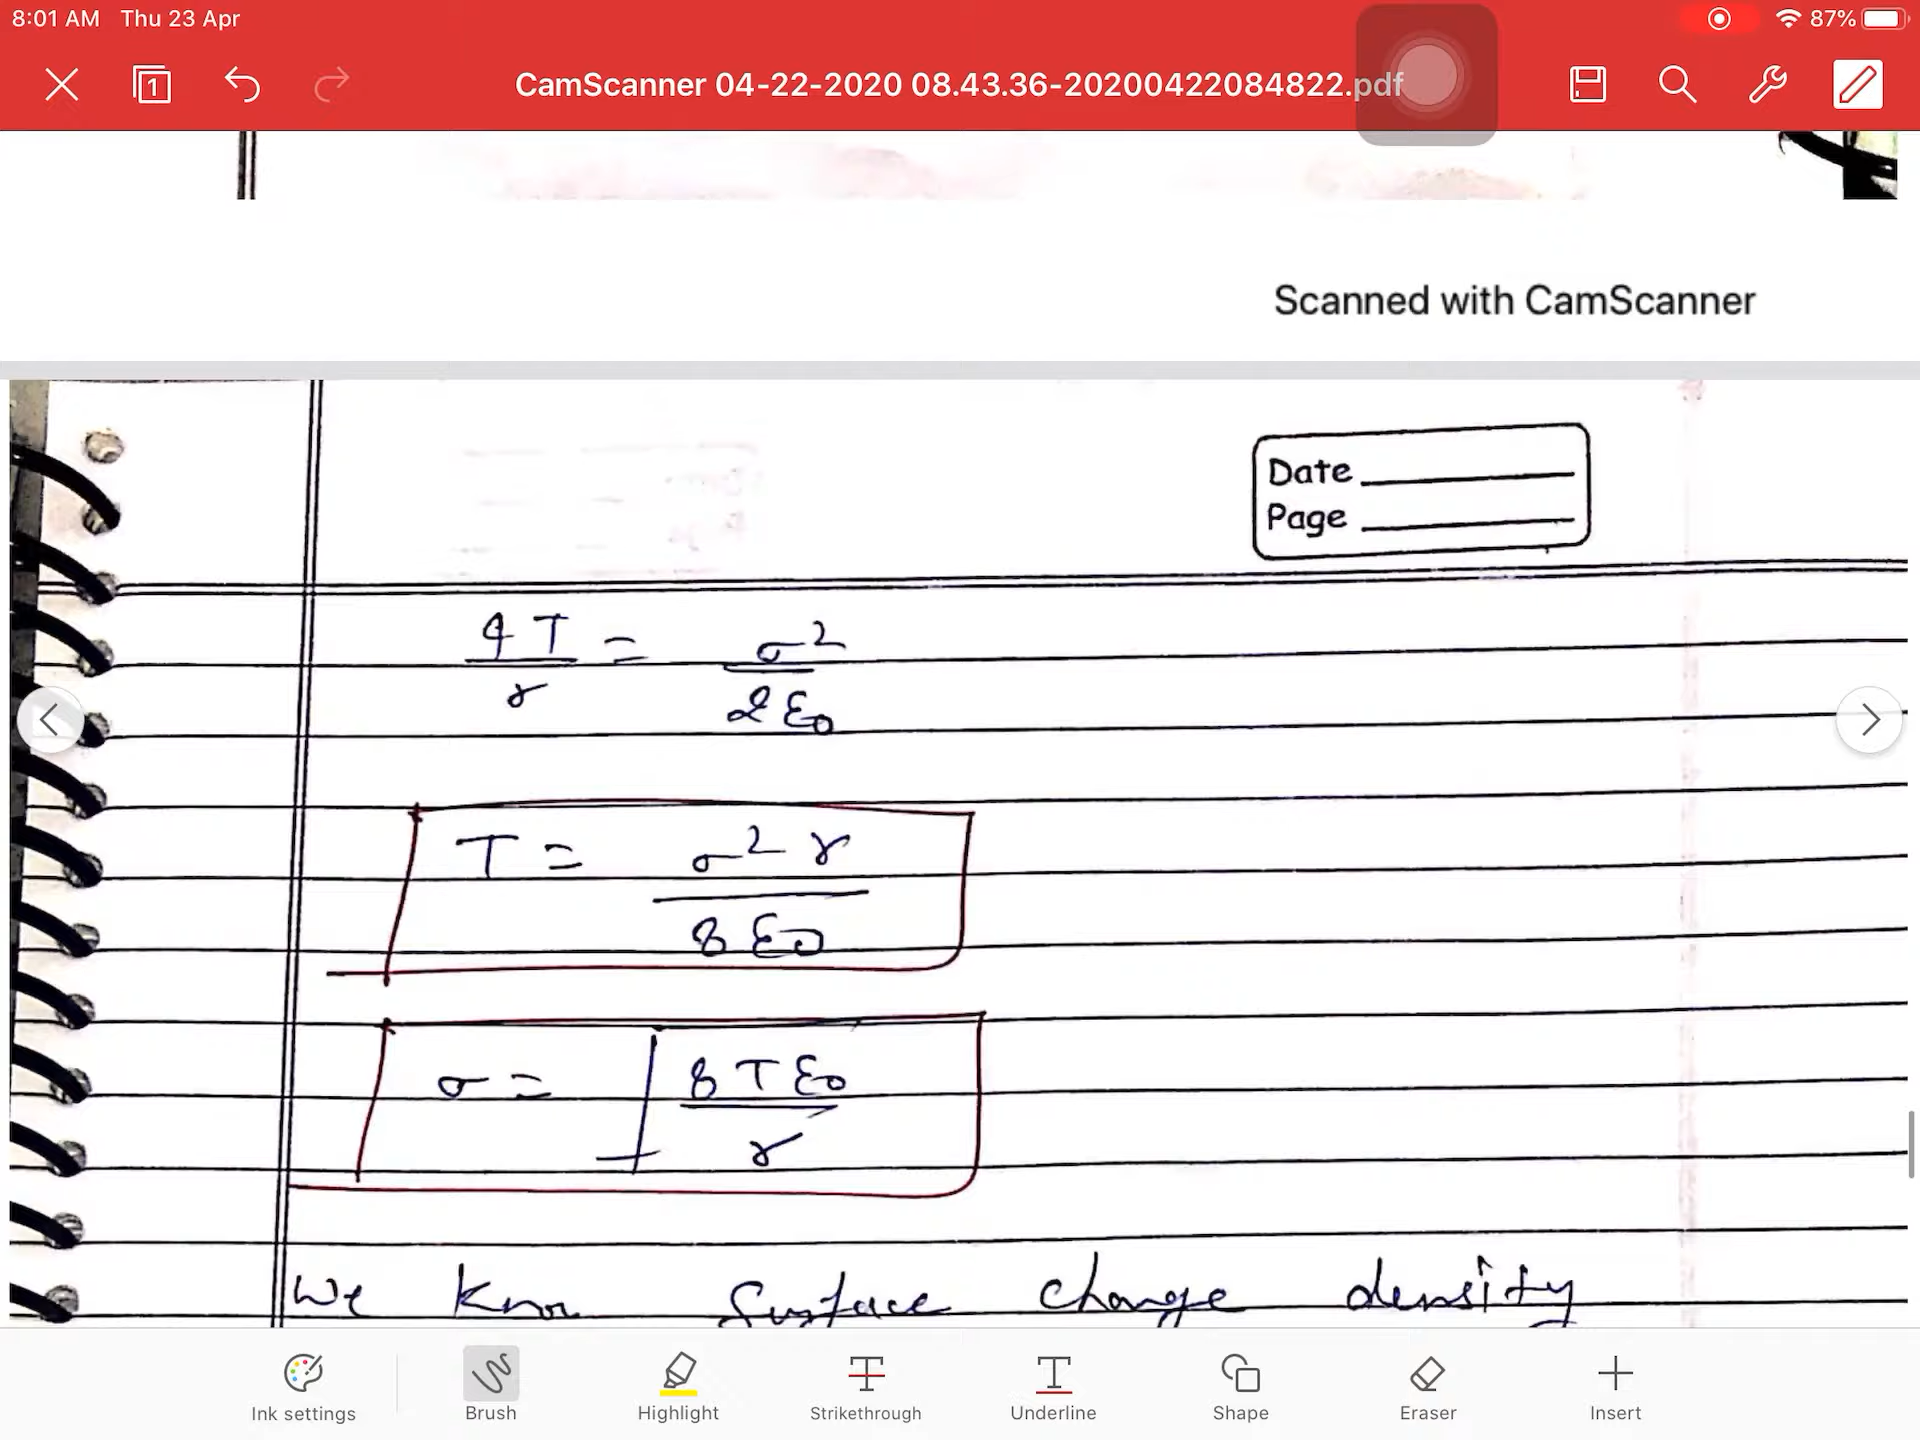 8:01 AM Thu 23 Apr 87%
1 CamScanner 04-22-2020 08.43.36-20200422084822.pdf
Scanned with CamScanner
Date
Page
4T/r = σ²/2ε₀
T = σ² r/8ε₀
σ = √(8Tε₀/r)
We know Surface charge density
Ink settings Brush Highlight Strikethrough Underline Shape Eraser Insert